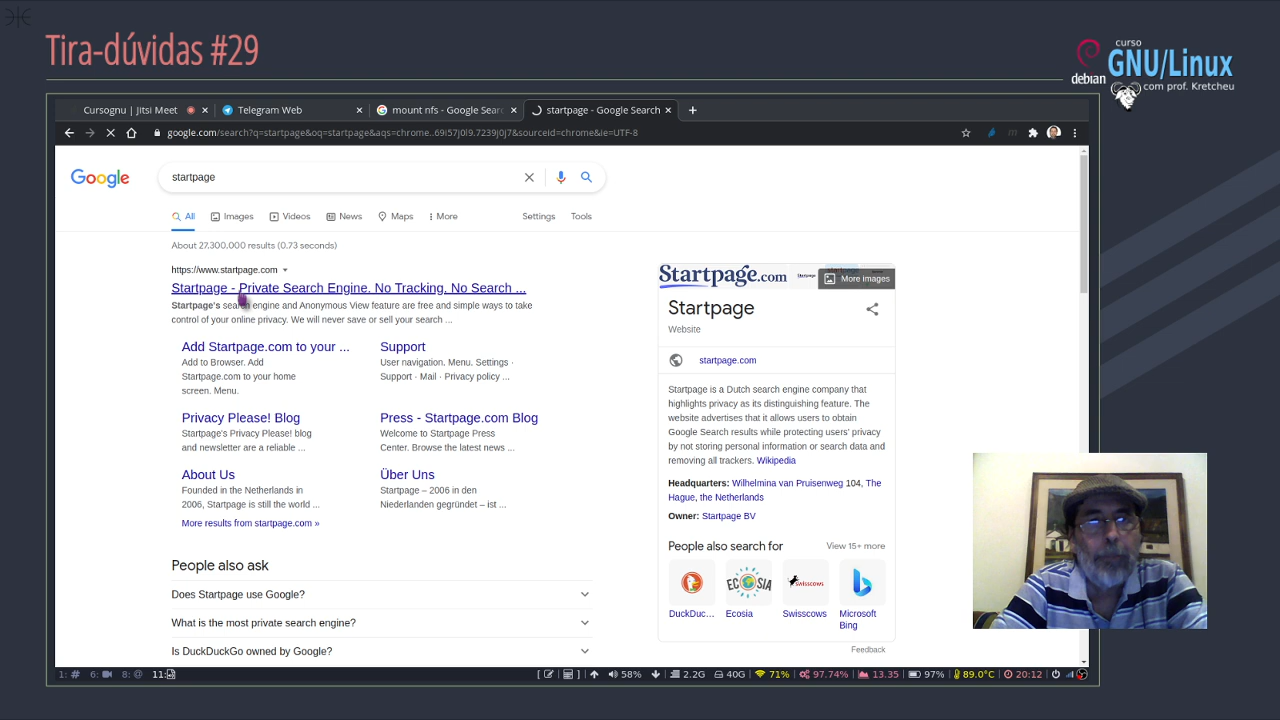 Tira-dúvidas #29
curso
GNU/Linux
debian
com prof. Kretcheu
Cursognu | Jitsi Meet
Telegram Web
mount nfs - Google Searc
startpage - Google Search
google.com/search?q=startpage&oq=startpage&aqs=chrome..69i57j0l9.7239j0j7&sourceid=chrome&ie=UTF-8
Google
startpage
All
Images
Videos
News
Maps
More
Settings
Tools
About 27,300,000 results (0.73 seconds)
https://www.startpage.com
Startpage - Private Search Engine. No Tracking. No Search ...
Startpage's search engine and Anonymous View feature are free and simple ways to take
control of your online privacy. We will never save or sell your search ...
Add Startpage.com to your ...
Add to Browser. Add
Startpage.com to your home
screen. Menu.
Support
User navigation. Menu. Settings ·
Support · Mail · Privacy policy ...
Privacy Please! Blog
Startpage's Privacy Please! blog
and newsletter are a reliable ...
Press - Startpage.com Blog
Welcome to Startpage Press
Center. Browse the latest news ...
About Us
Founded in the Netherlands in
2006, Startpage is still the world ...
Über Uns
Startpage – 2006 in den
Niederlanden gegründet – ist ...
More results from startpage.com »
People also ask
Does Startpage use Google?
What is the most private search engine?
Is DuckDuckGo owned by Google?
Startpage.com
Startpage
More images
Startpage
Website
startpage.com
Startpage is a Dutch search engine company that
highlights privacy as its distinguishing feature. The
website advertises that it allows users to obtain
Google Search results while protecting users' privacy
by not storing personal information or search data and
removing all trackers. Wikipedia
Headquarters: Wilhelmina van Pruisenweg 104, The
Hague, the Netherlands
Owner: Startpage BV
People also search for
View 15+ more
ECOSIA
swisscows
DuckDuc...
Ecosia
Swisscows
Microsoft
Bing
Feedback
1: #
6:
8: @
11:
58%
2.2G
40G
71%
97.74%
13.35
97%
89.0°C
20:12